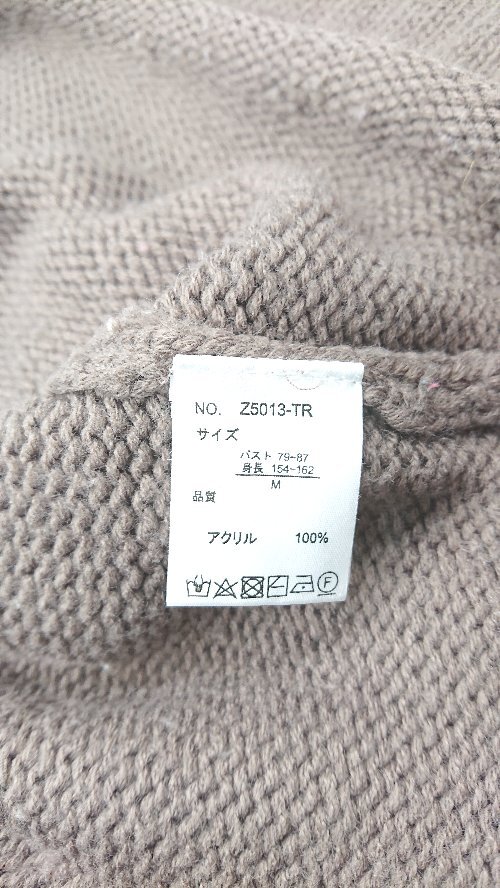 NO. Z5013-TR
サイズ
バスト 79~87
身長 154~162
M
品質
アクリル 100%
F